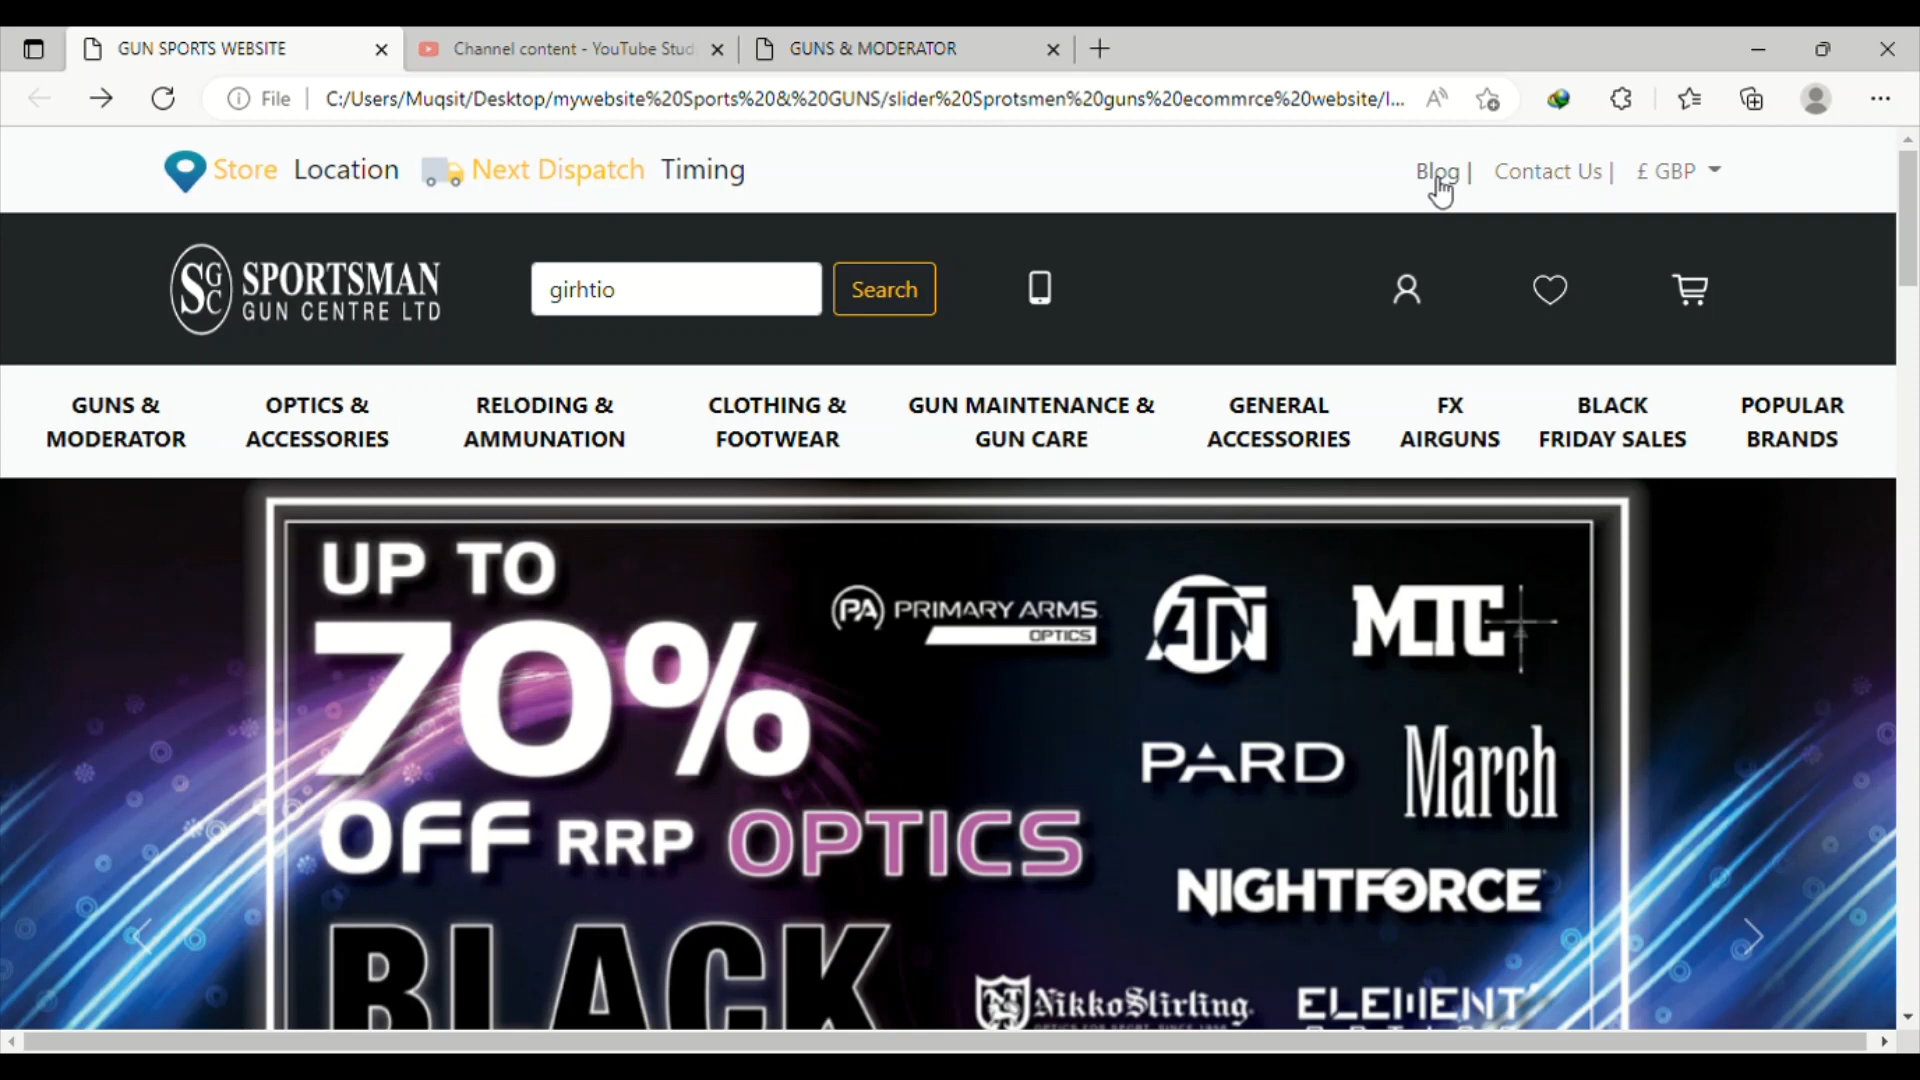 GUN SPORTS WEBSITE
Channel content - YouTube Stud
GUNS & MODERATOR
File
C:/Users/Muqsit/Desktop/mywebsite%20Sports%20&%20GUNS/slider%20Sprotsmen%20guns%20ecommrce%20website/I...
Store Location Next Dispatch Timing
Blog | Contact Us | £ GBP
SGC SPORTSMAN
GUN CENTRE LTD
girhtio
Search
GUNS & MODERATOR
OPTICS & ACCESSORIES
RELODING & AMMUNATION
CLOTHING & FOOTWEAR
GUN MAINTENANCE & GUN CARE
GENERAL ACCESSORIES
FX AIRGUNS
BLACK FRIDAY SALES
POPULAR BRANDS
UP TO
70%
OFF RRP OPTICS
BLACK
PA PRIMARY ARMS
OPTICS
ATN
MTC
PARD
March
NIGHTFORCE
NikkoStirling
ELEMENT